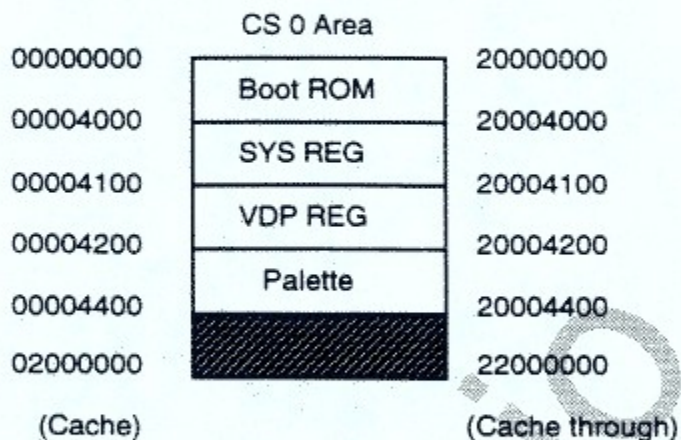 CS 0 Area
00000000 20000000
Boot ROM
00004000 20004000
SYS REG
00004100 20004100
VDP REG
00004200 20004200
Palette
00004400 20004400
02000000 22000000
(Cache) (Cache through)